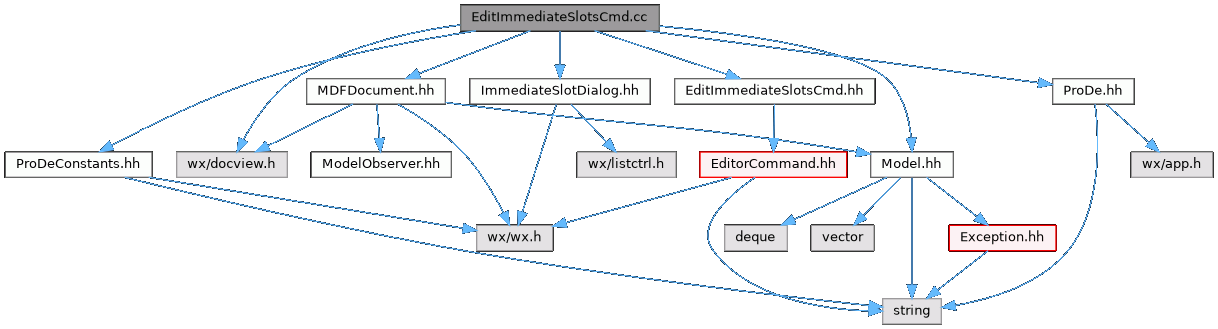 EditImmediateSlotsCmd.cc
MDFDocument.hh
ImmediateSlotDialog.hh
EditImmediateSlotsCmd.hh
ProDe.hh
ProDeConstants.hh
wx/docview.h
ModelObserver.hh
wx/listctrl.h
EditorCommand.hh
Model.hh
wx/app.h
wx/wx.h
deque
vector
Exception.hh
string